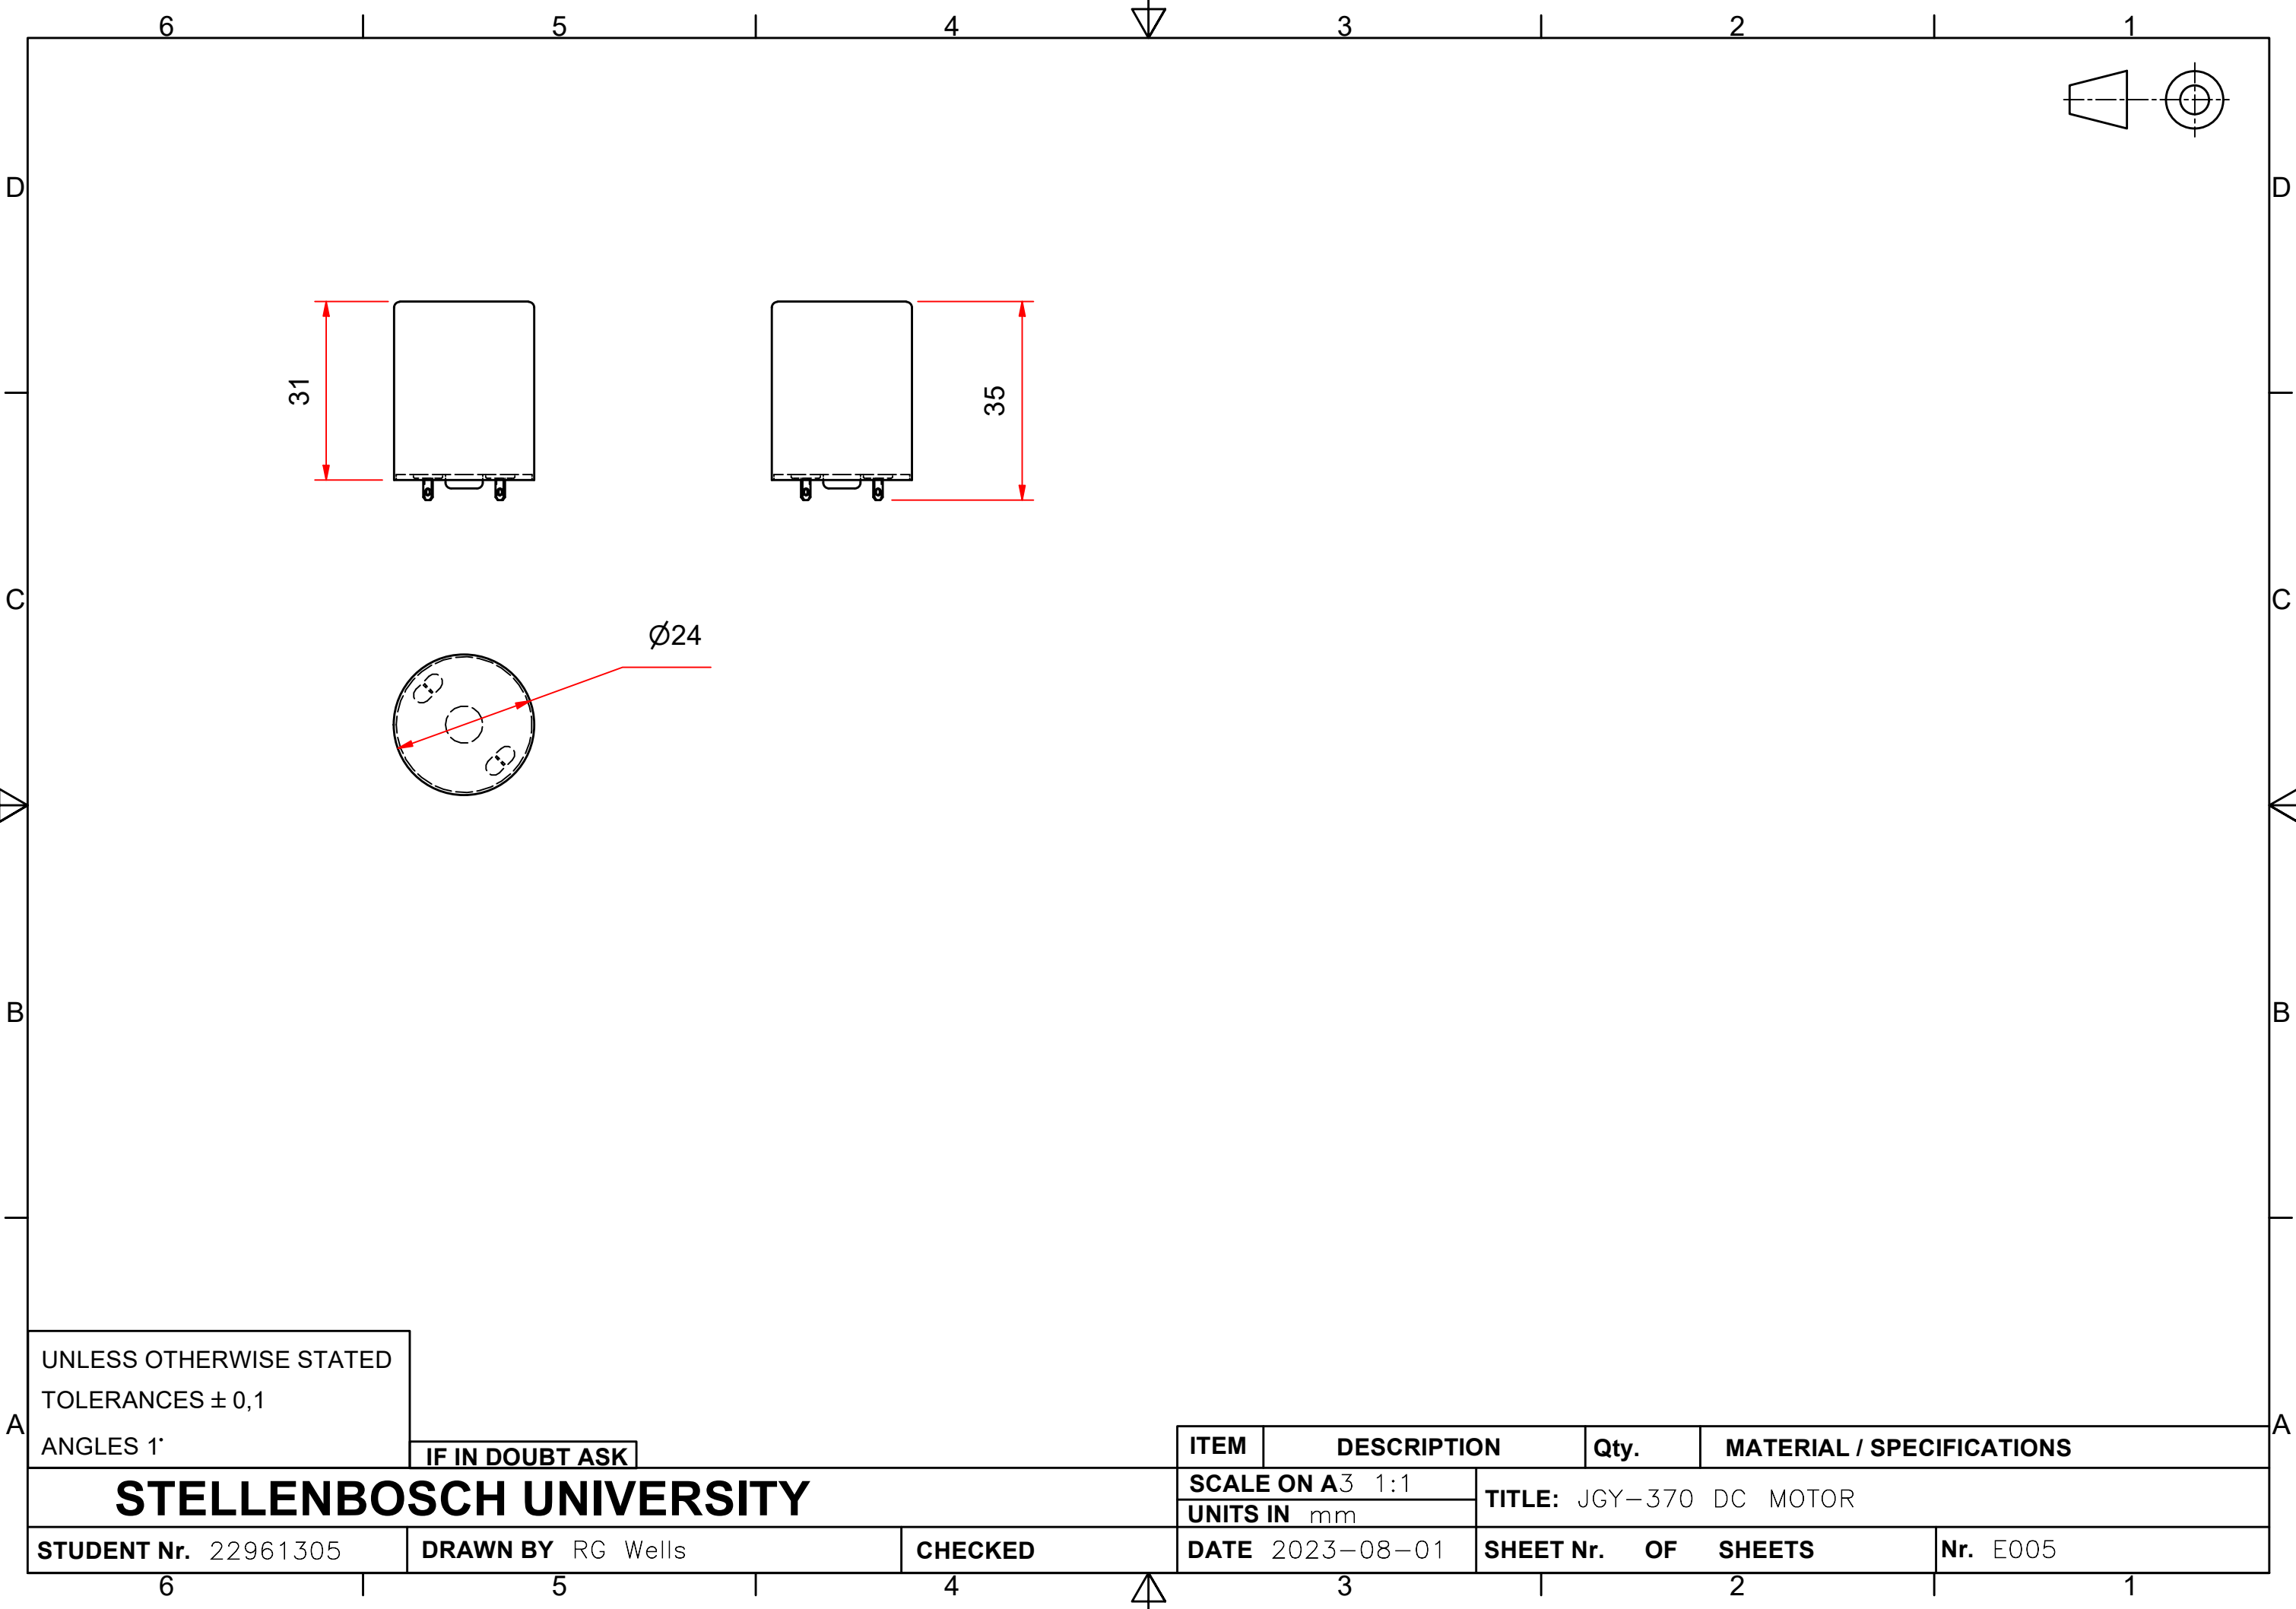 6 5 4 3 2 1
D D
31
35
C C
Ø24
B B
UNLESS OTHERWISE STATED
TOLERANCES ± 0,1
ANGLES 1°
A A
IF IN DOUBT ASK
ITEM DESCRIPTION Qty. MATERIAL / SPECIFICATIONS
STELLENBOSCH UNIVERSITY
SCALE ON A3 1:1
UNITS IN mm
TITLE: JGY-370 DC MOTOR
STUDENT Nr. 22961305 DRAWN BY RG Wells CHECKED DATE 2023-08-01 SHEET Nr. OF SHEETS Nr. E005
6 5 4 3 2 1